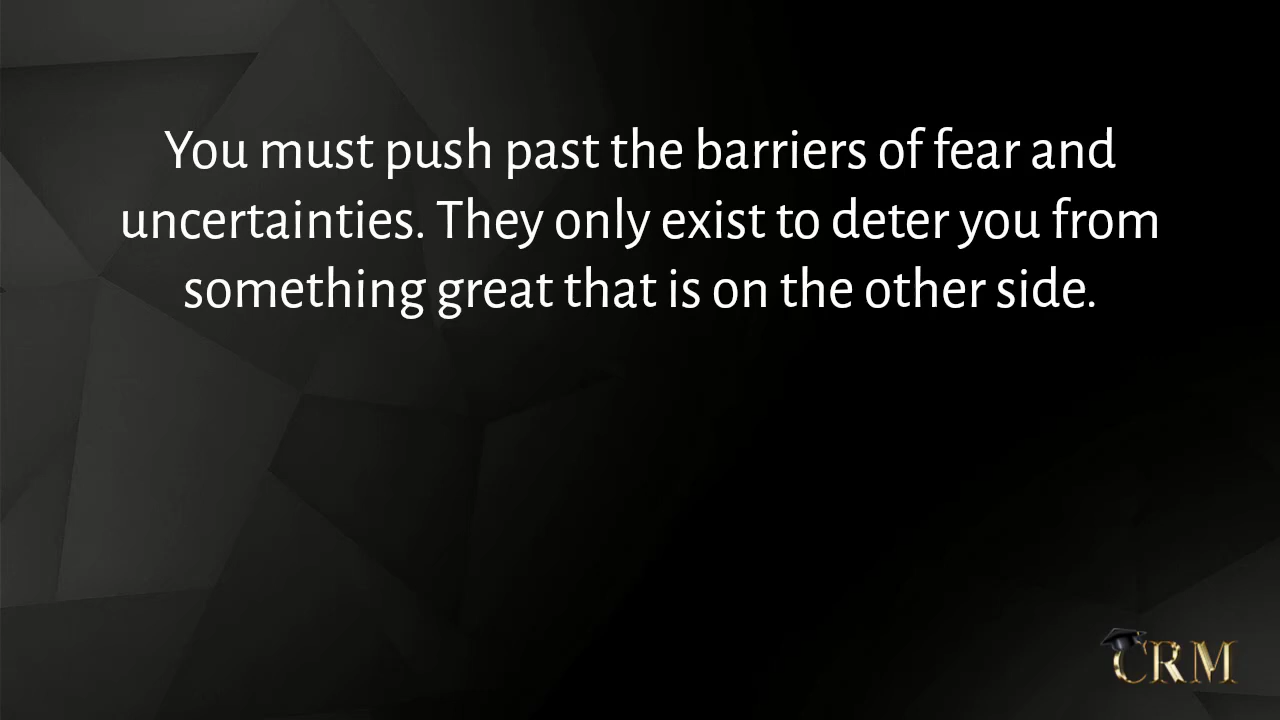 You must push past the barriers of fear and
uncertainties. They only exist to deter you from
something great that is on the other side.
CRM